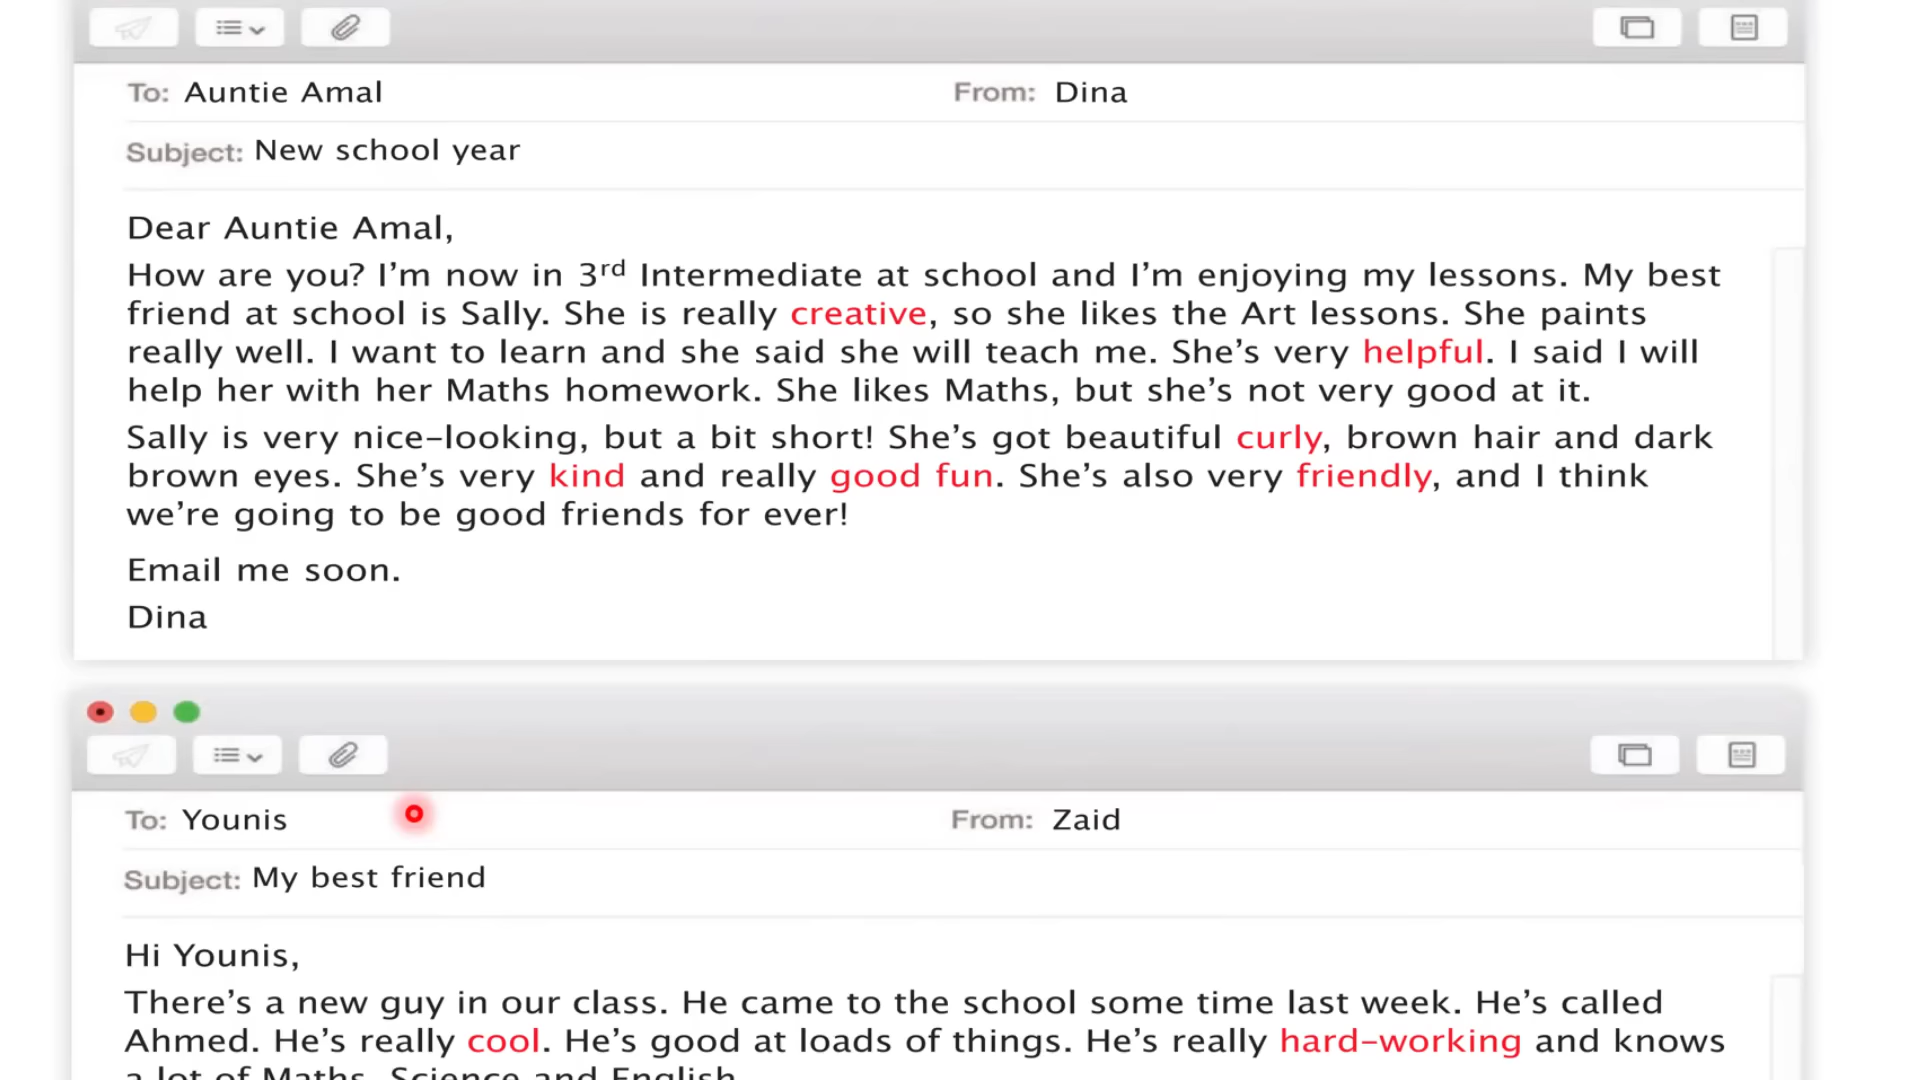 To: Auntie Amal
From: Dina
Subject: New school year
Dear Auntie Amal,
How are you? I'm now in 3rd Intermediate at school and I'm enjoying my lessons. My best
friend at school is Sally. She is really creative, so she likes the Art lessons. She paints
really well. I want to learn and she said she will teach me. She's very helpful. I said I will
help her with her Maths homework. She likes Maths, but she's not very good at it.
Sally is very nice-looking, but a bit short! She's got beautiful curly, brown hair and dark
brown eyes. She's very kind and really good fun. She's also very friendly, and I think
we're going to be good friends for ever!
Email me soon.
Dina
To: Younis
From: Zaid
Subject: My best friend
Hi Younis,
There's a new guy in our class. He came to the school some time last week. He's called
Ahmed. He's really cool. He's good at loads of things. He's really hard-working and knows
a lot of Maths, Science and English.